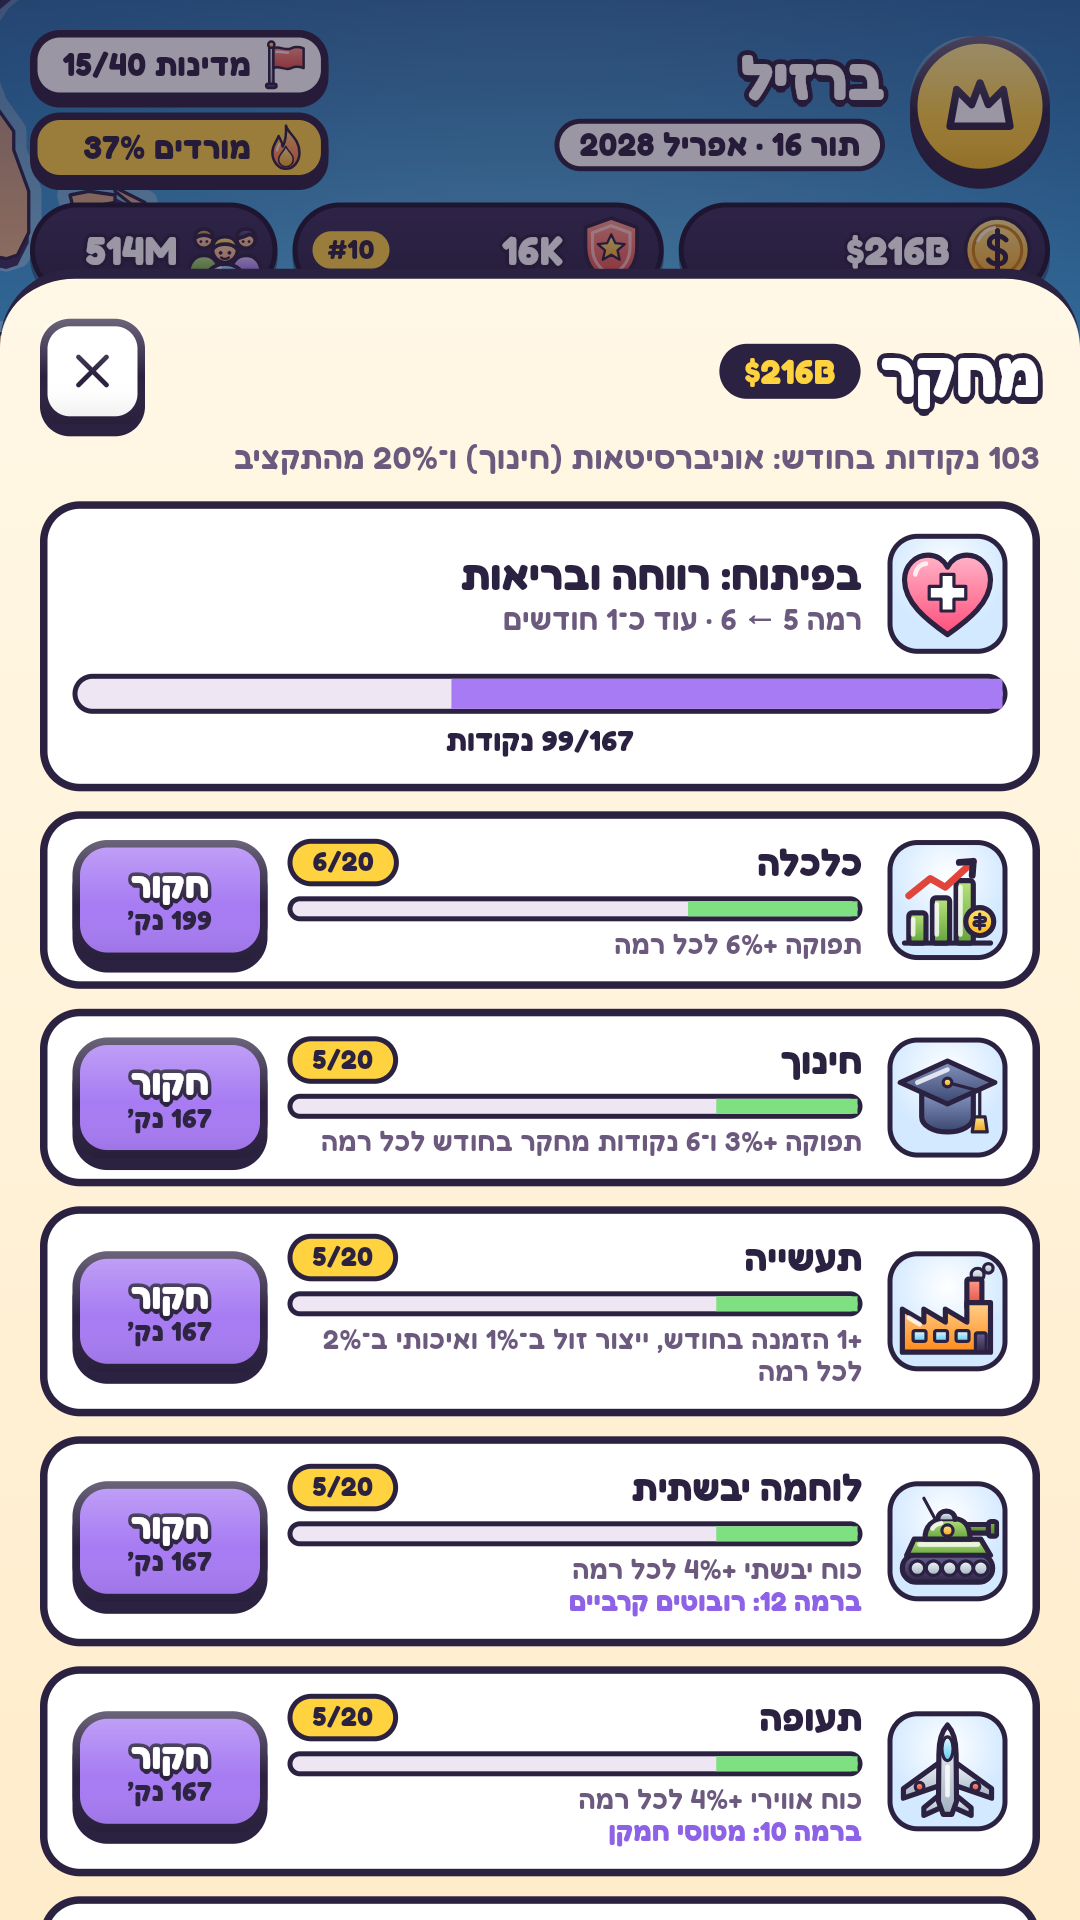 ברזיל
תור 16 · אפריל 2028
מדינות 15/40
מורדים 37%
$216B
16K
#10
514M
מחקר
$216B
103 נקודות בחודש: אוניברסיטאות (חינוך) ו־20% מהתקציב
בפיתוח: רווחה ובריאות
רמה 5 ← 6 · עוד כ־1 חודשים
99/167 נקודות
כלכלה
6/20
תפוקה +6% לכל רמה
חקור
199 נק׳
חינוך
5/20
תפוקה +3% ו־6 נקודות מחקר בחודש לכל רמה
חקור
167 נק׳
תעשייה
5/20
+1 הזמנה בחודש, ייצור זול ב־1% ואיכותי ב־2%
לכל רמה
חקור
167 נק׳
לוחמה יבשתית
5/20
כוח יבשתי +4% לכל רמה
ברמה 12: רובוטים קרביים
חקור
167 נק׳
תעופה
5/20
כוח אווירי +4% לכל רמה
ברמה 10: מטוסי חמקן
חקור
167 נק׳